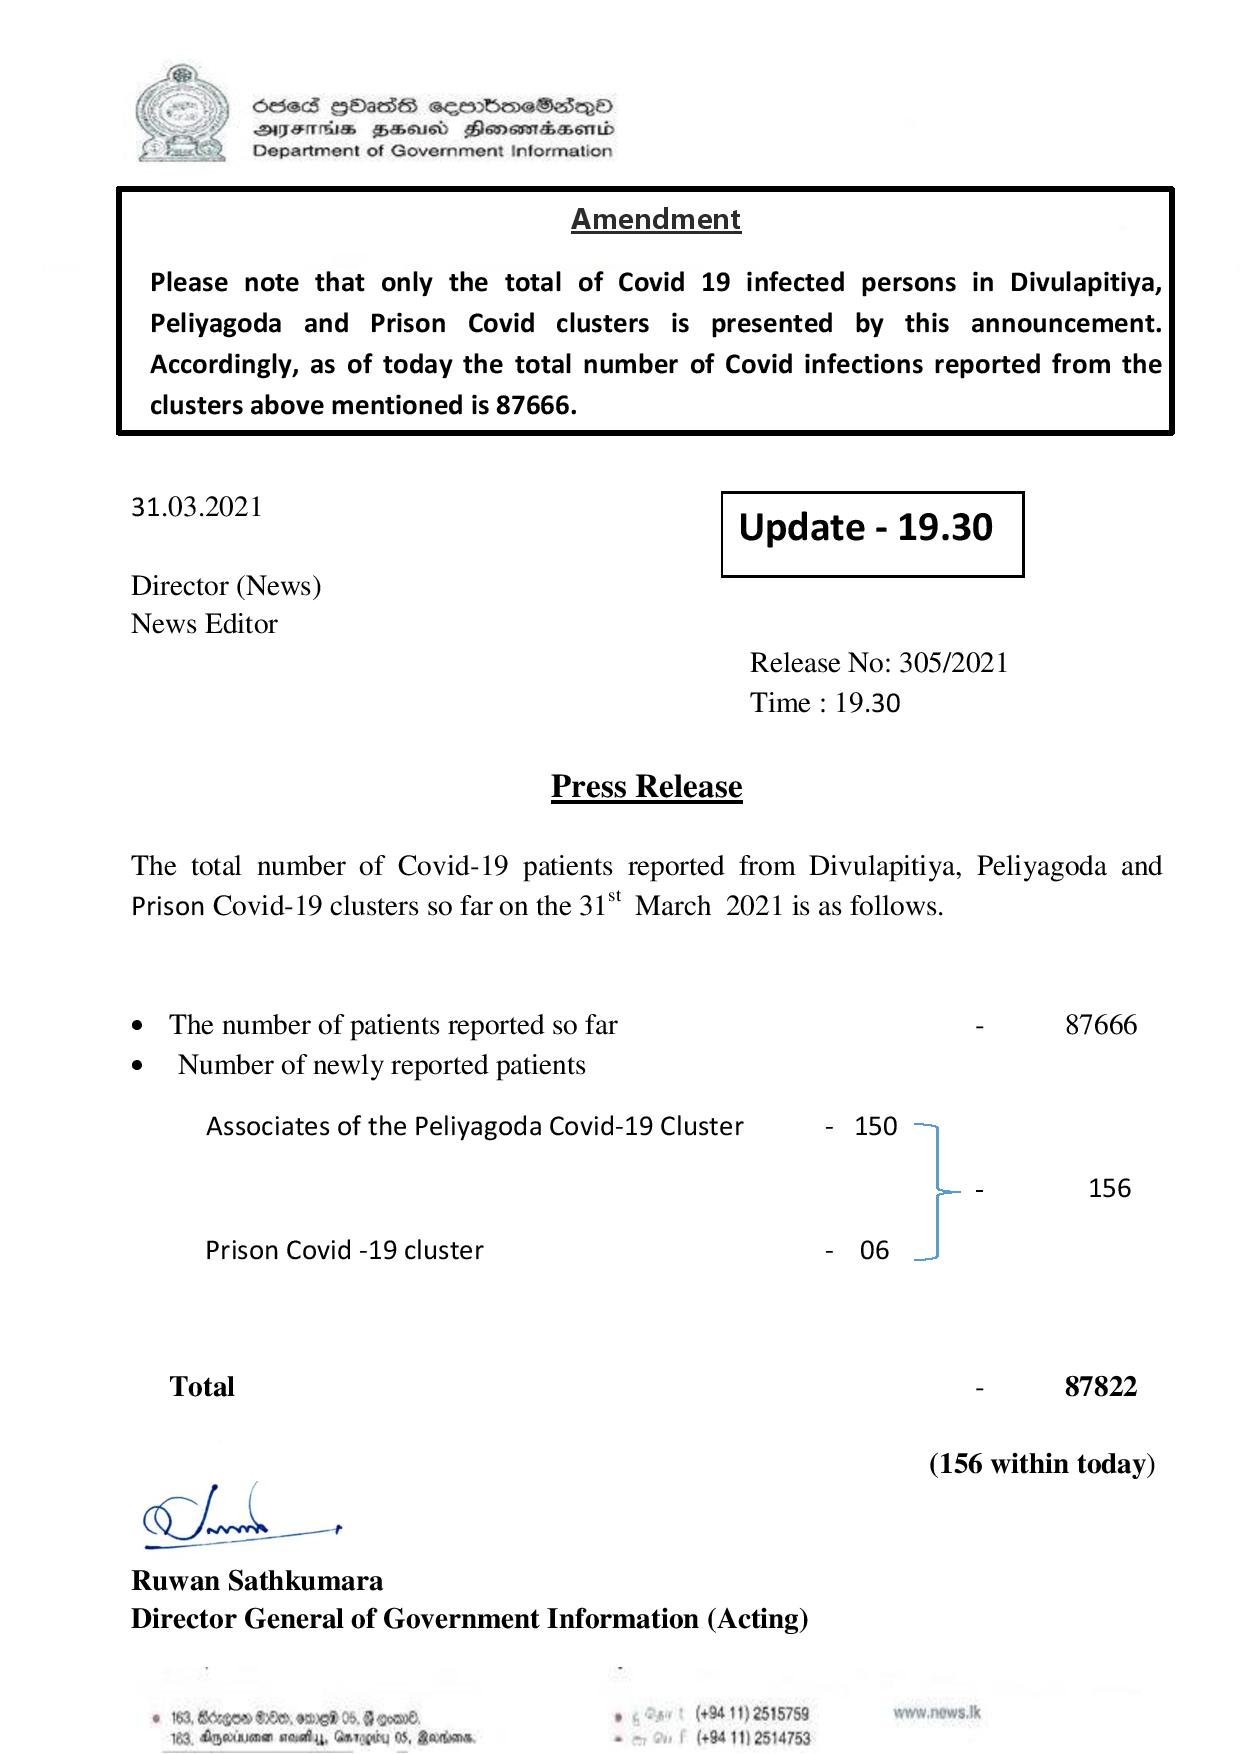 රජයේ ප්‍රවෘත්ති දෙපාර්තමේන්තුව
அரசாங்க தகவல் திணைக்களம்
Department of Government Information
Amendment
Please note that only the total of Covid 19 infected persons in Divulapitiya,
Peliyagoda and Prison Covid clusters is presented by this announcement.
Accordingly, as of today the total number of Covid infections reported from the
clusters above mentioned is 87666.
31.03.2021
Update - 19.30
Director (News)
News Editor
Release No: 305/2021
Time : 19.30
Press Release
The total number of Covid-19 patients reported from Divulapitiya, Peliyagoda and
Prison Covid-19 clusters so far on the 31st March 2021 is as follows.
• The number of patients reported so far - 87666
• Number of newly reported patients
Associates of the Peliyagoda Covid-19 Cluster - 150
- 156
Prison Covid -19 cluster - 06
Total - 87822
(156 within today)
Ruwan Sathkumara
Director General of Government Information (Acting)
163, කිරුලපන මාවත, කොළඹ 05, ශ්‍රී ලංකාව.
163, கிருலப்பனை எவனியூ, கொழும்பு 05, இலங்கை.
(+94 11) 2515759
(+94 11) 2514753
www.news.lk